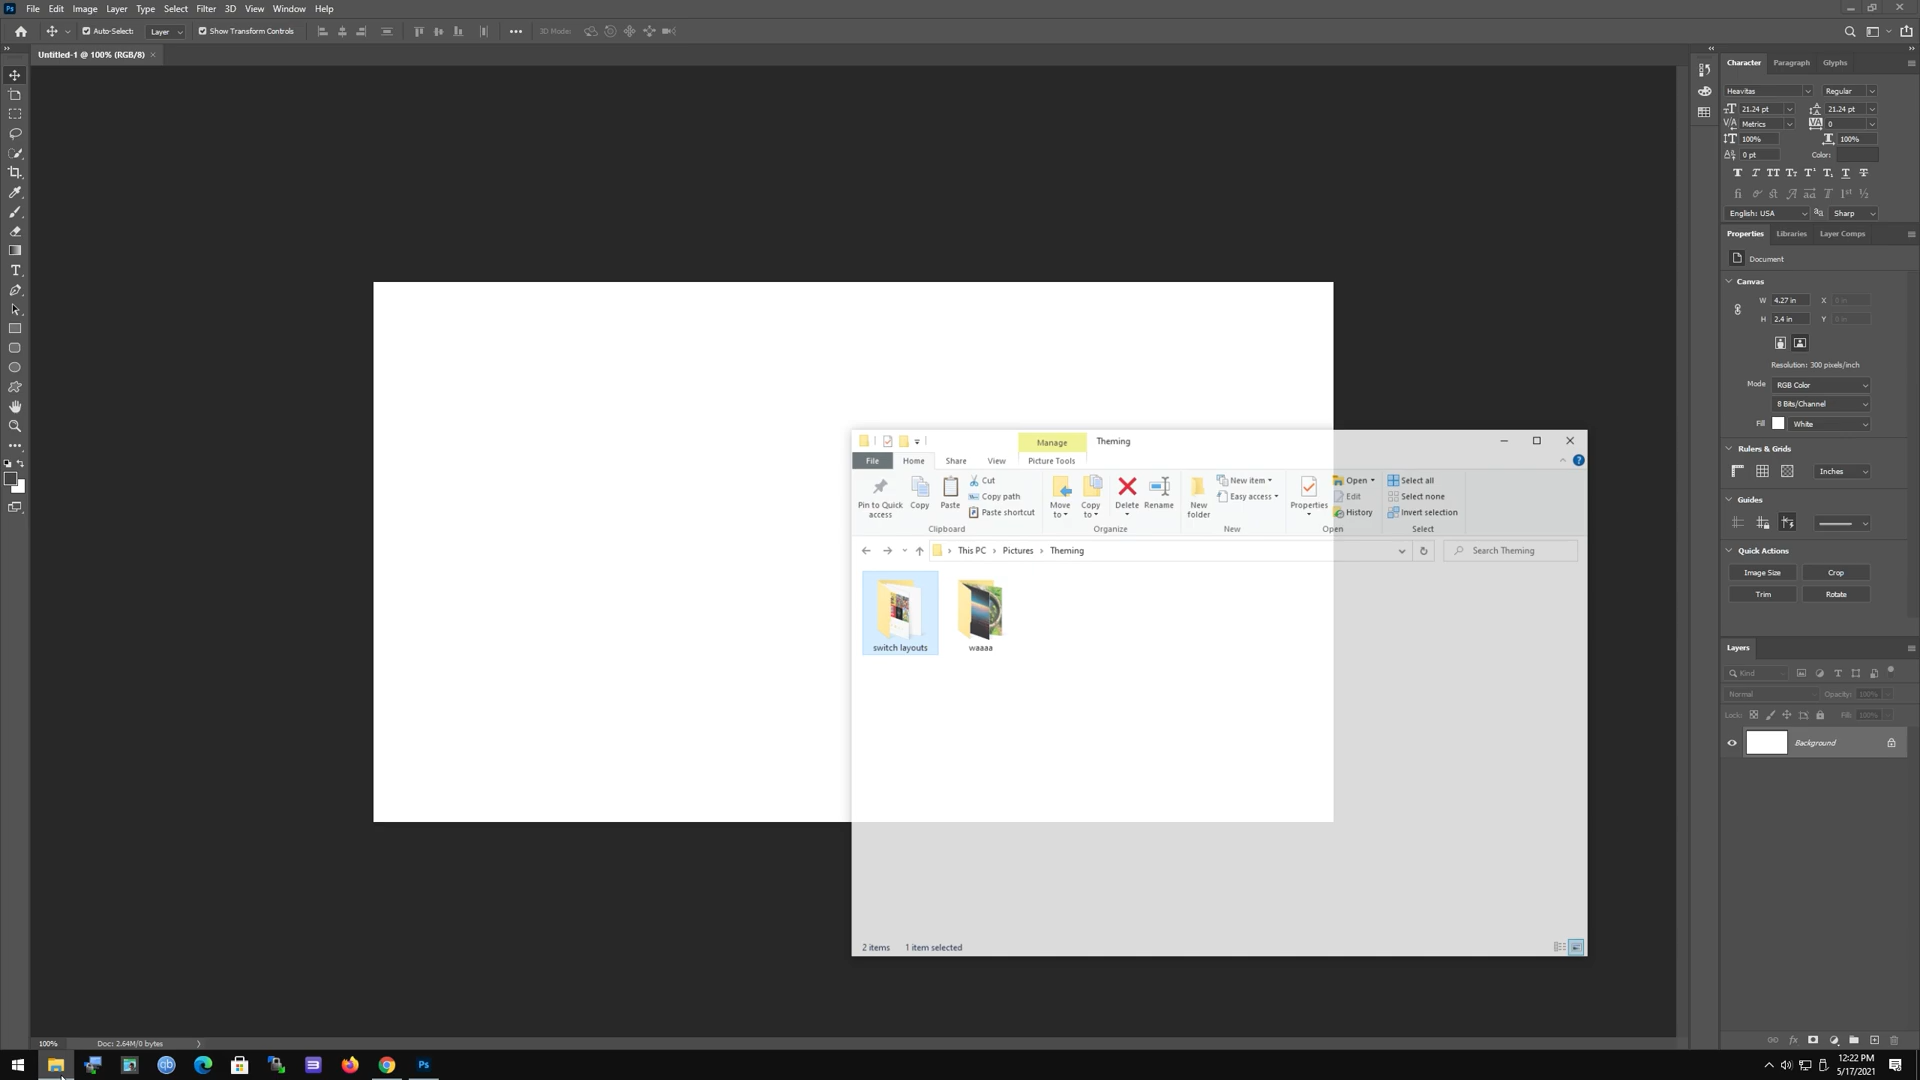 Ps File Edit Image Layer Type Select Filter 3D View Window Help
Auto-Select: Layer Show Transform Controls 3D Mode:
Untitled-1 @ 100% (RGB/8)
Character Paragraph Glyphs
Heavitas Regular
21.24 pt 21.24 pt
Metrics 0
100% 100%
0 pt Color:
English: USA Sharp
Properties Libraries Layer Comps
Document
Canvas
W 4.27 in X
H 2.4 in Y
Resolution: 300 pixels/inch
Mode RGB Color
8 Bits/Channel
Fill White
Rulers & Grids
Inches
Guides
Quick Actions
Image Size Crop
Trim Rotate
Layers
Kind
Normal Opacity: 100%
Lock: Fill: 100%
Background
Manage Theming
File Home Share View Picture Tools
Pin to Quick access
Copy
Paste
Cut
Copy path
Paste shortcut
Clipboard
Move to
Copy to
Delete
Rename
Organize
New folder
New item
Easy access
New
Properties
Open
Edit
History
Open
Select all
Select none
Invert selection
Select
This PC Pictures Theming
Search Theming
switch layouts waaaa
2 items 1 item selected
100% Doc: 2.64M/0 bytes
qb Ps
12:22 PM
5/17/2021